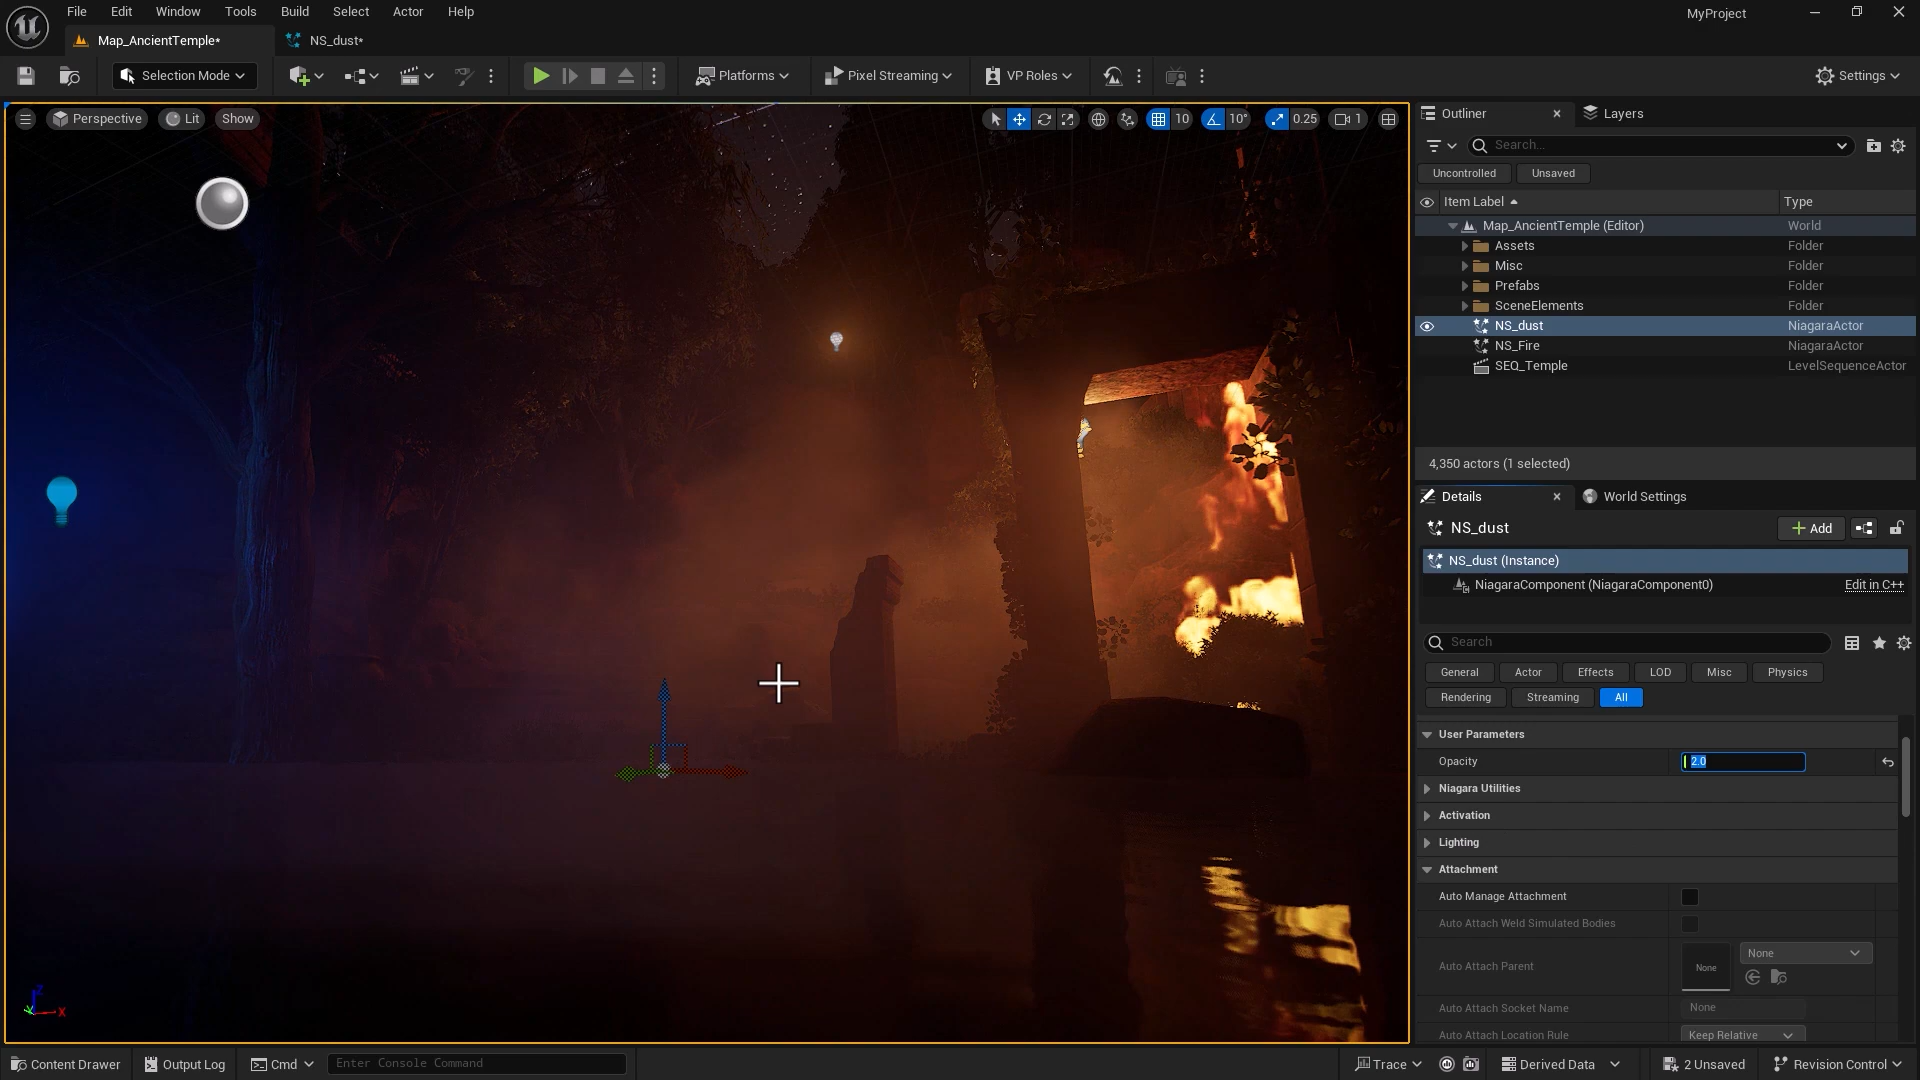 File Edit Window Tools Build Select Actor Help
MyProject
Map_AncientTemple*
NS_dust*
Selection Mode
Platforms
Pixel Streaming
VP Roles
Settings
Perspective
Lit
Show
10
10°
0.25
1
Outliner
Layers
Search...
Uncontrolled
Unsaved
Item Label
Type
Map_AncientTemple (Editor) World
Assets Folder
Misc Folder
Prefabs Folder
SceneElements Folder
NS_dust NiagaraActor
NS_Fire NiagaraActor
SEQ_Temple LevelSequenceActor
4,350 actors (1 selected)
Details
World Settings
NS_dust
Add
NS_dust (Instance)
NiagaraComponent (NiagaraComponent0) Edit in C++
Search
General Actor Effects LOD Misc Physics
Rendering Streaming All
User Parameters
Opacity 2.0
Niagara Utilities
Activation
Lighting
Attachment
Auto Manage Attachment
Auto Attach Weld Simulated Bodies
Auto Attach Parent None None
Auto Attach Socket Name None
Auto Attach Location Rule Keep Relative
Z
Y
X
Content Drawer
Output Log
Cmd
Enter Console Command
Trace
Derived Data
2 Unsaved
Revision Control